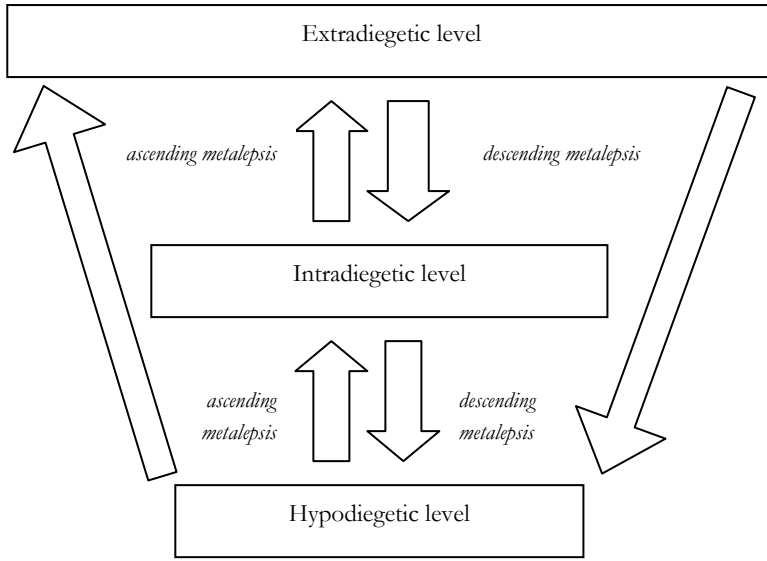 Extradiegetic level
ascending metalepsis
descending metalepsis
Intradiegetic level
ascending
metalepsis
descending
metalepsis
Hypodiegetic level